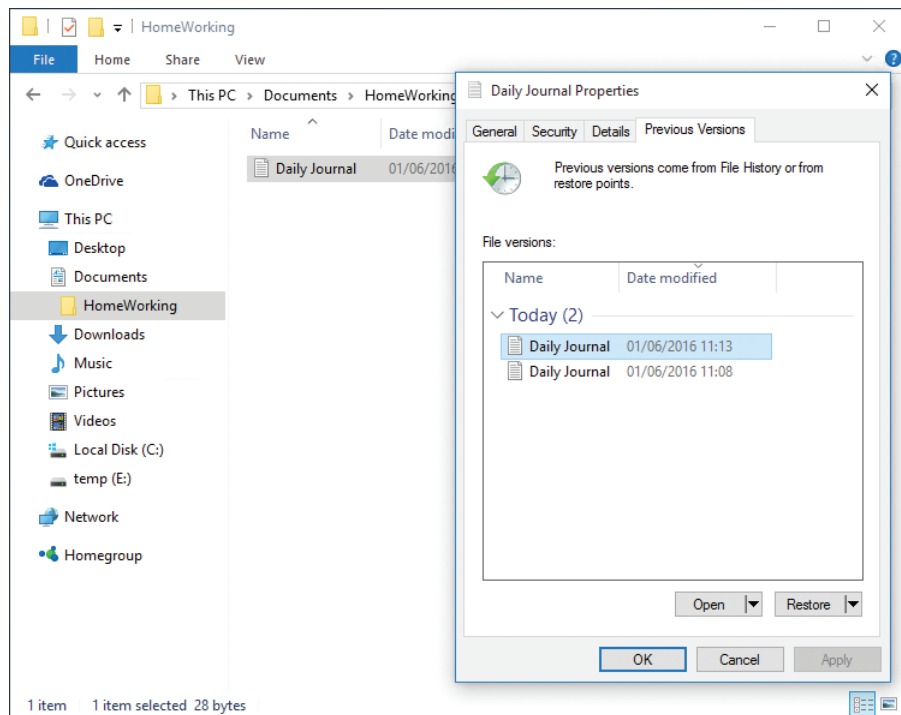 HomeWorking
File Home Share View
This PC > Documents > HomeWorking
Quick access
OneDrive
This PC
Desktop
Documents
HomeWorking
Downloads
Music
Pictures
Videos
Local Disk (C:)
temp (E:)
Network
Homegroup
Name Date modi
Daily Journal 01/06/2016
Daily Journal Properties
General Security Details Previous Versions
Previous versions come from File History or from
restore points.
File versions:
Name Date modified
Today (2)
Daily Journal 01/06/2016 11:13
Daily Journal 01/06/2016 11:08
Open Restore
OK Cancel Apply
1 item 1 item selected 28 bytes